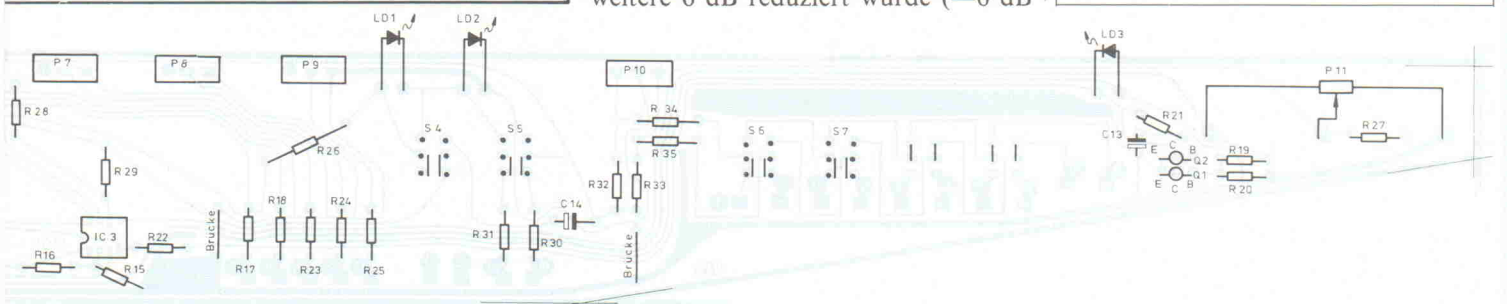 weitere 6 dB reduziert wurde (—6 dB
LD1 LD2 LD3
P7 P8 P9 P10 P11
R28 R34 R21
S4 S5 S6 S7 C13 R27
R26 R35 E C B Q2 R19
R29 R32 R33 E C B Q1 R20
R18 R24 C14
IC3 R22 Brücke R31 R30
R16 R15 R17 R23 R25 Brücke